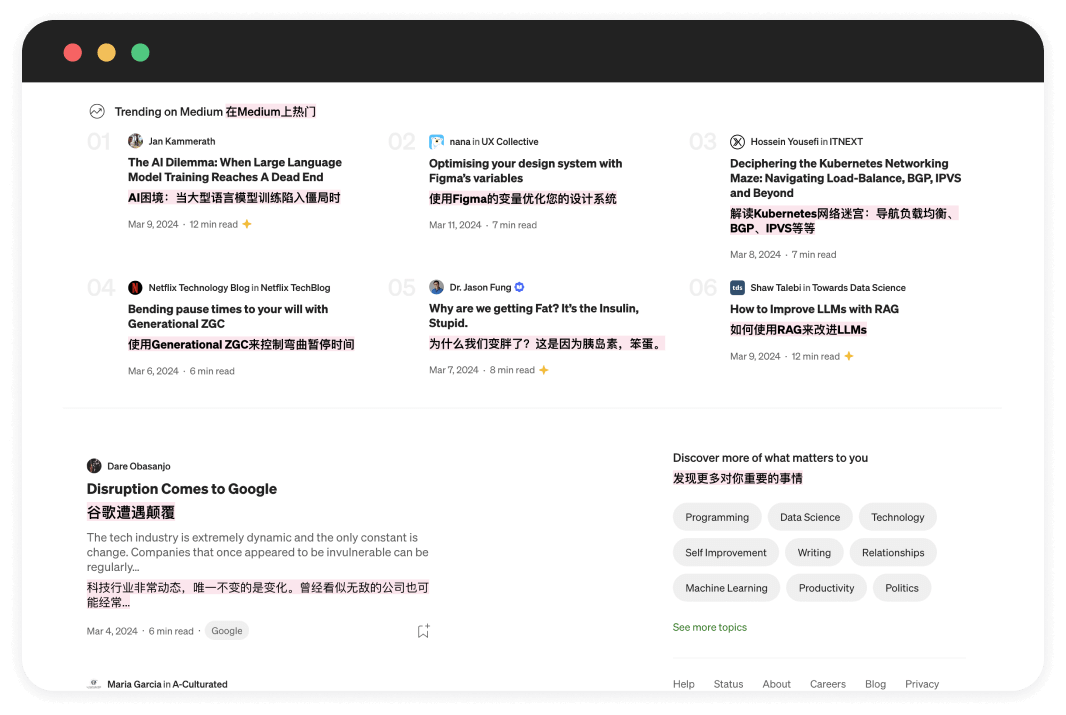 Trending on Medium 在Medium上热门
01
Jan Kammerath
The AI Dilemma: When Large Language
Model Training Reaches A Dead End
AI困境：当大型语言模型训练陷入僵局时
Mar 9, 2024 · 12 min read
02
nana in UX Collective
Optimising your design system with
Figma’s variables
使用Figma的变量优化您的设计系统
Mar 11, 2024 · 7 min read
03
Hossein Yousefi in ITNEXT
Deciphering the Kubernetes Networking
Maze: Navigating Load-Balance, BGP, IPVS
and Beyond
解读Kubernetes网络迷宫：导航负载均衡、
BGP、IPVS等等
Mar 8, 2024 · 7 min read
04
Netflix Technology Blog in Netflix TechBlog
Bending pause times to your will with
Generational ZGC
使用Generational ZGC来控制弯曲暂停时间
Mar 6, 2024 · 6 min read
05
Dr. Jason Fung
Why are we getting Fat? It’s the Insulin,
Stupid.
为什么我们变胖了？这是因为胰岛素，笨蛋。
Mar 7, 2024 · 8 min read
06
tds
Shaw Talebi in Towards Data Science
How to Improve LLMs with RAG
如何使用RAG来改进LLMs
Mar 9, 2024 · 12 min read
Dare Obasanjo
Disruption Comes to Google
谷歌遭遇颠覆
The tech industry is extremely dynamic and the only constant is
change. Companies that once appeared to be invulnerable can be
regularly…
科技行业非常动态，唯一不变的是变化。曾经看似无敌的公司也可
能经常…
Mar 4, 2024 · 6 min read · Google
Maria Garcia in A-Culturated
Discover more of what matters to you
发现更多对你重要的事情
Programming Data Science Technology
Self Improvement Writing Relationships
Machine Learning Productivity Politics
See more topics
Help Status About Careers Blog Privacy